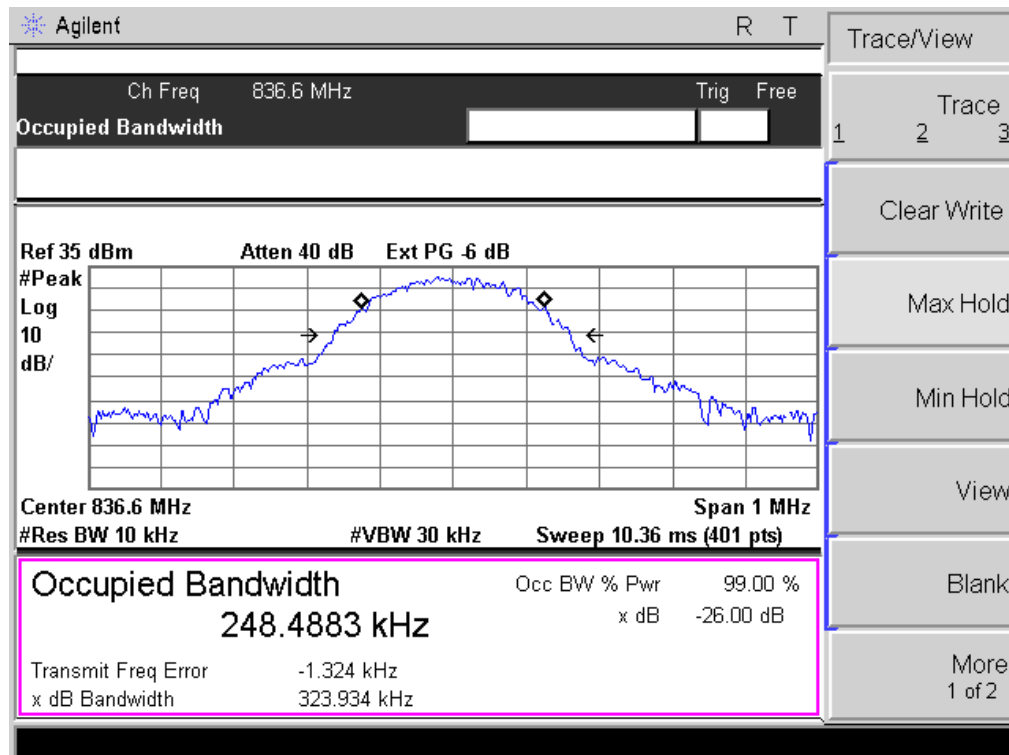 Agilent R T
Trace/View
Ch Freq 836.6 MHz Trig Free
Occupied Bandwidth
Trace
1 2 3
Clear Write
Ref 35 dBm Atten 40 dB Ext PG -6 dB
#Peak
Log
10
dB/
Max Hold
Min Hold
View
Center 836.6 MHz Span 1 MHz
#Res BW 10 kHz #VBW 30 kHz Sweep 10.36 ms (401 pts)
Occupied Bandwidth Occ BW % Pwr 99.00 %
248.4883 kHz x dB -26.00 dB
Blank
Transmit Freq Error -1.324 kHz
x dB Bandwidth 323.934 kHz
More
1 of 2